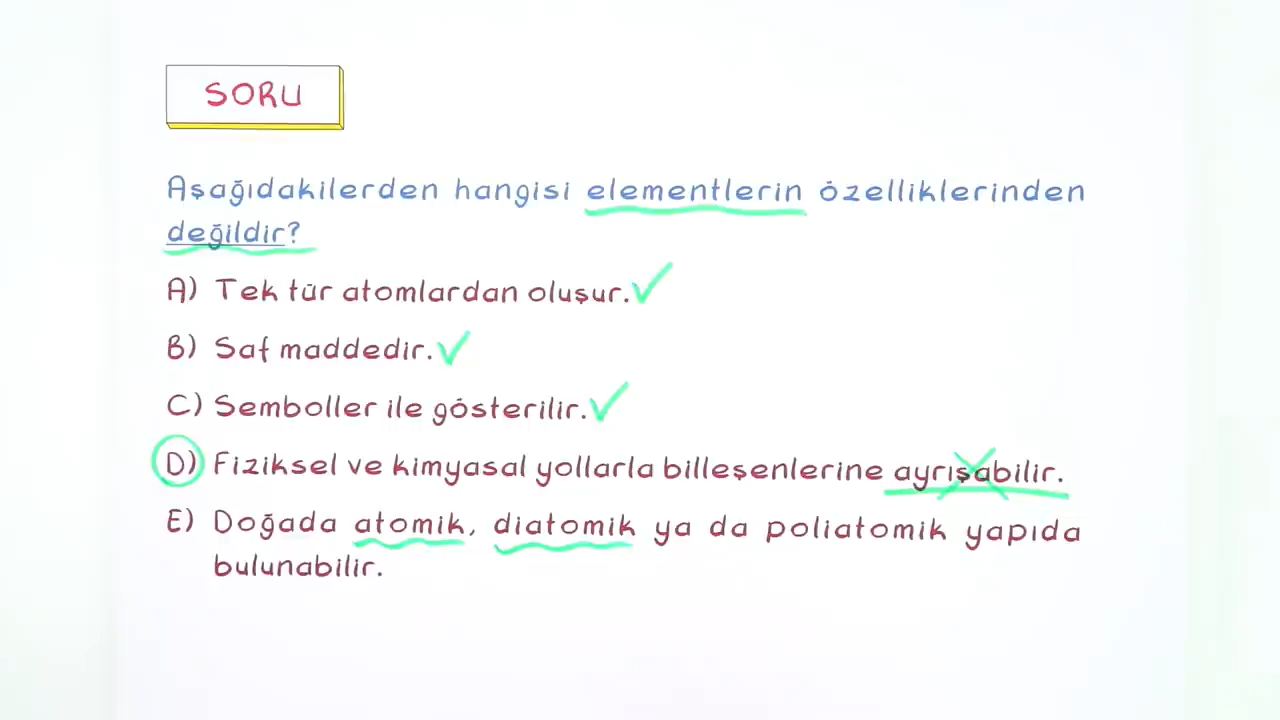 SORU
Aşağıdakilerden hangisi elementlerin özelliklerinden
değildir?
A) Tek tür atomlardan oluşur.
B) Saf maddedir.
C) Semboller ile gösterilir.
D) Fiziksel ve kimyasal yollarla billeşenlerine ayrışabilir.
E) Doğada atomik, diatomik ya da poliatomik yapıda
bulunabilir.